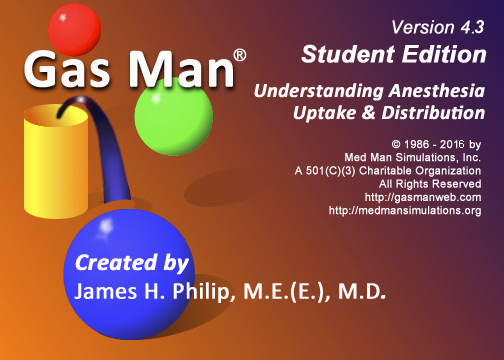 Version 4.3
Student Edition
Gas Man®
Understanding Anesthesia
Uptake & Distribution
© 1986 - 2016 by
Med Man Simulations, Inc.
A 501(C)(3) Charitable Organization
All Rights Reserved
http://gasmanweb.com
http://medmansimulations.org
Created by
James H. Philip, M.E.(E.), M.D.